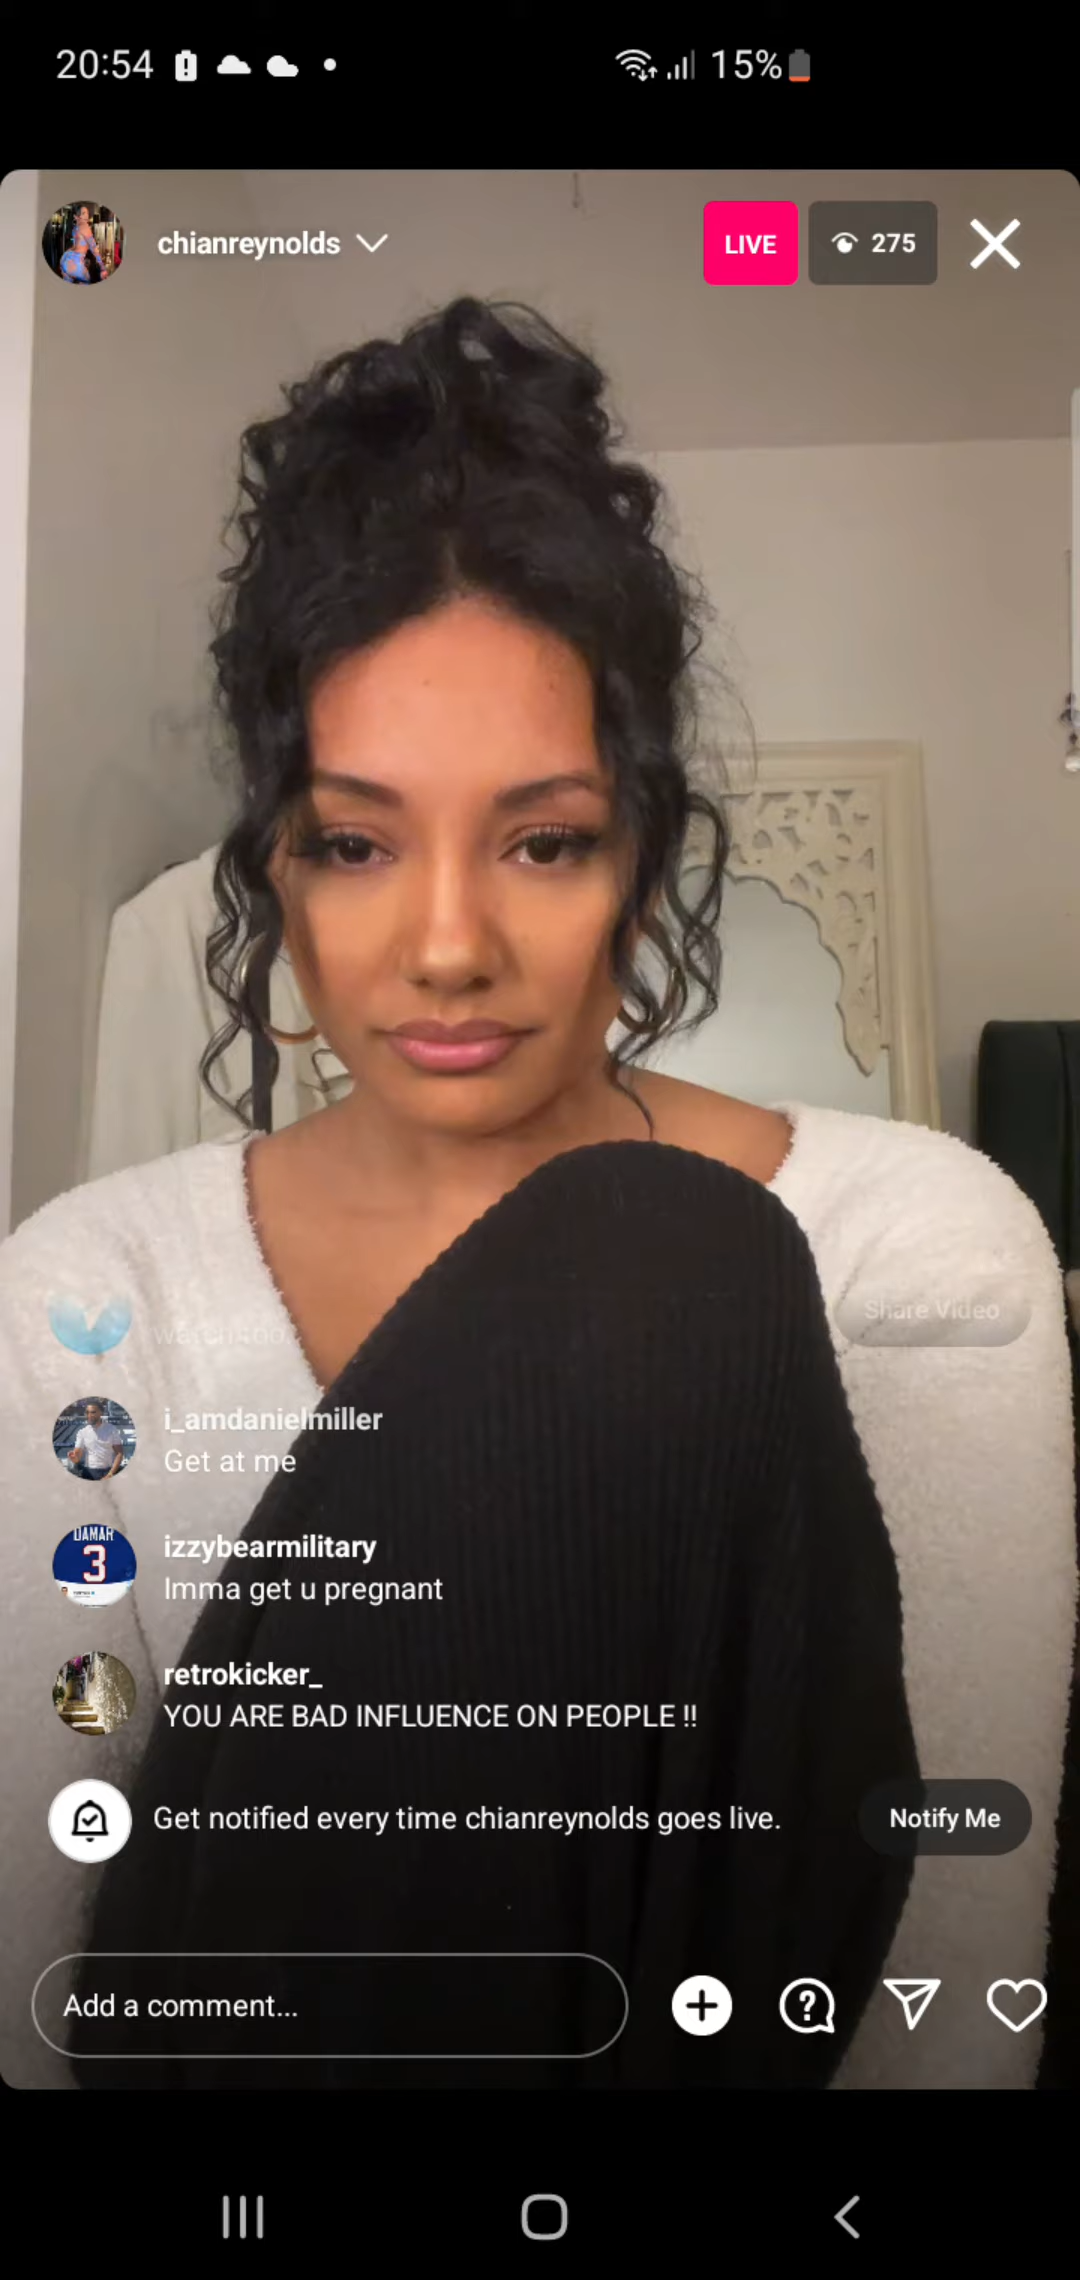 20:54 15%
chianreynolds LIVE 275
Share Video
i_amdanielmiller
Get at me
DAMAR
3
izzybearmilitary
Imma get u pregnant
retrokicker_
YOU ARE BAD INFLUENCE ON PEOPLE !!
Get notified every time chianreynolds goes live. Notify Me
Add a comment...